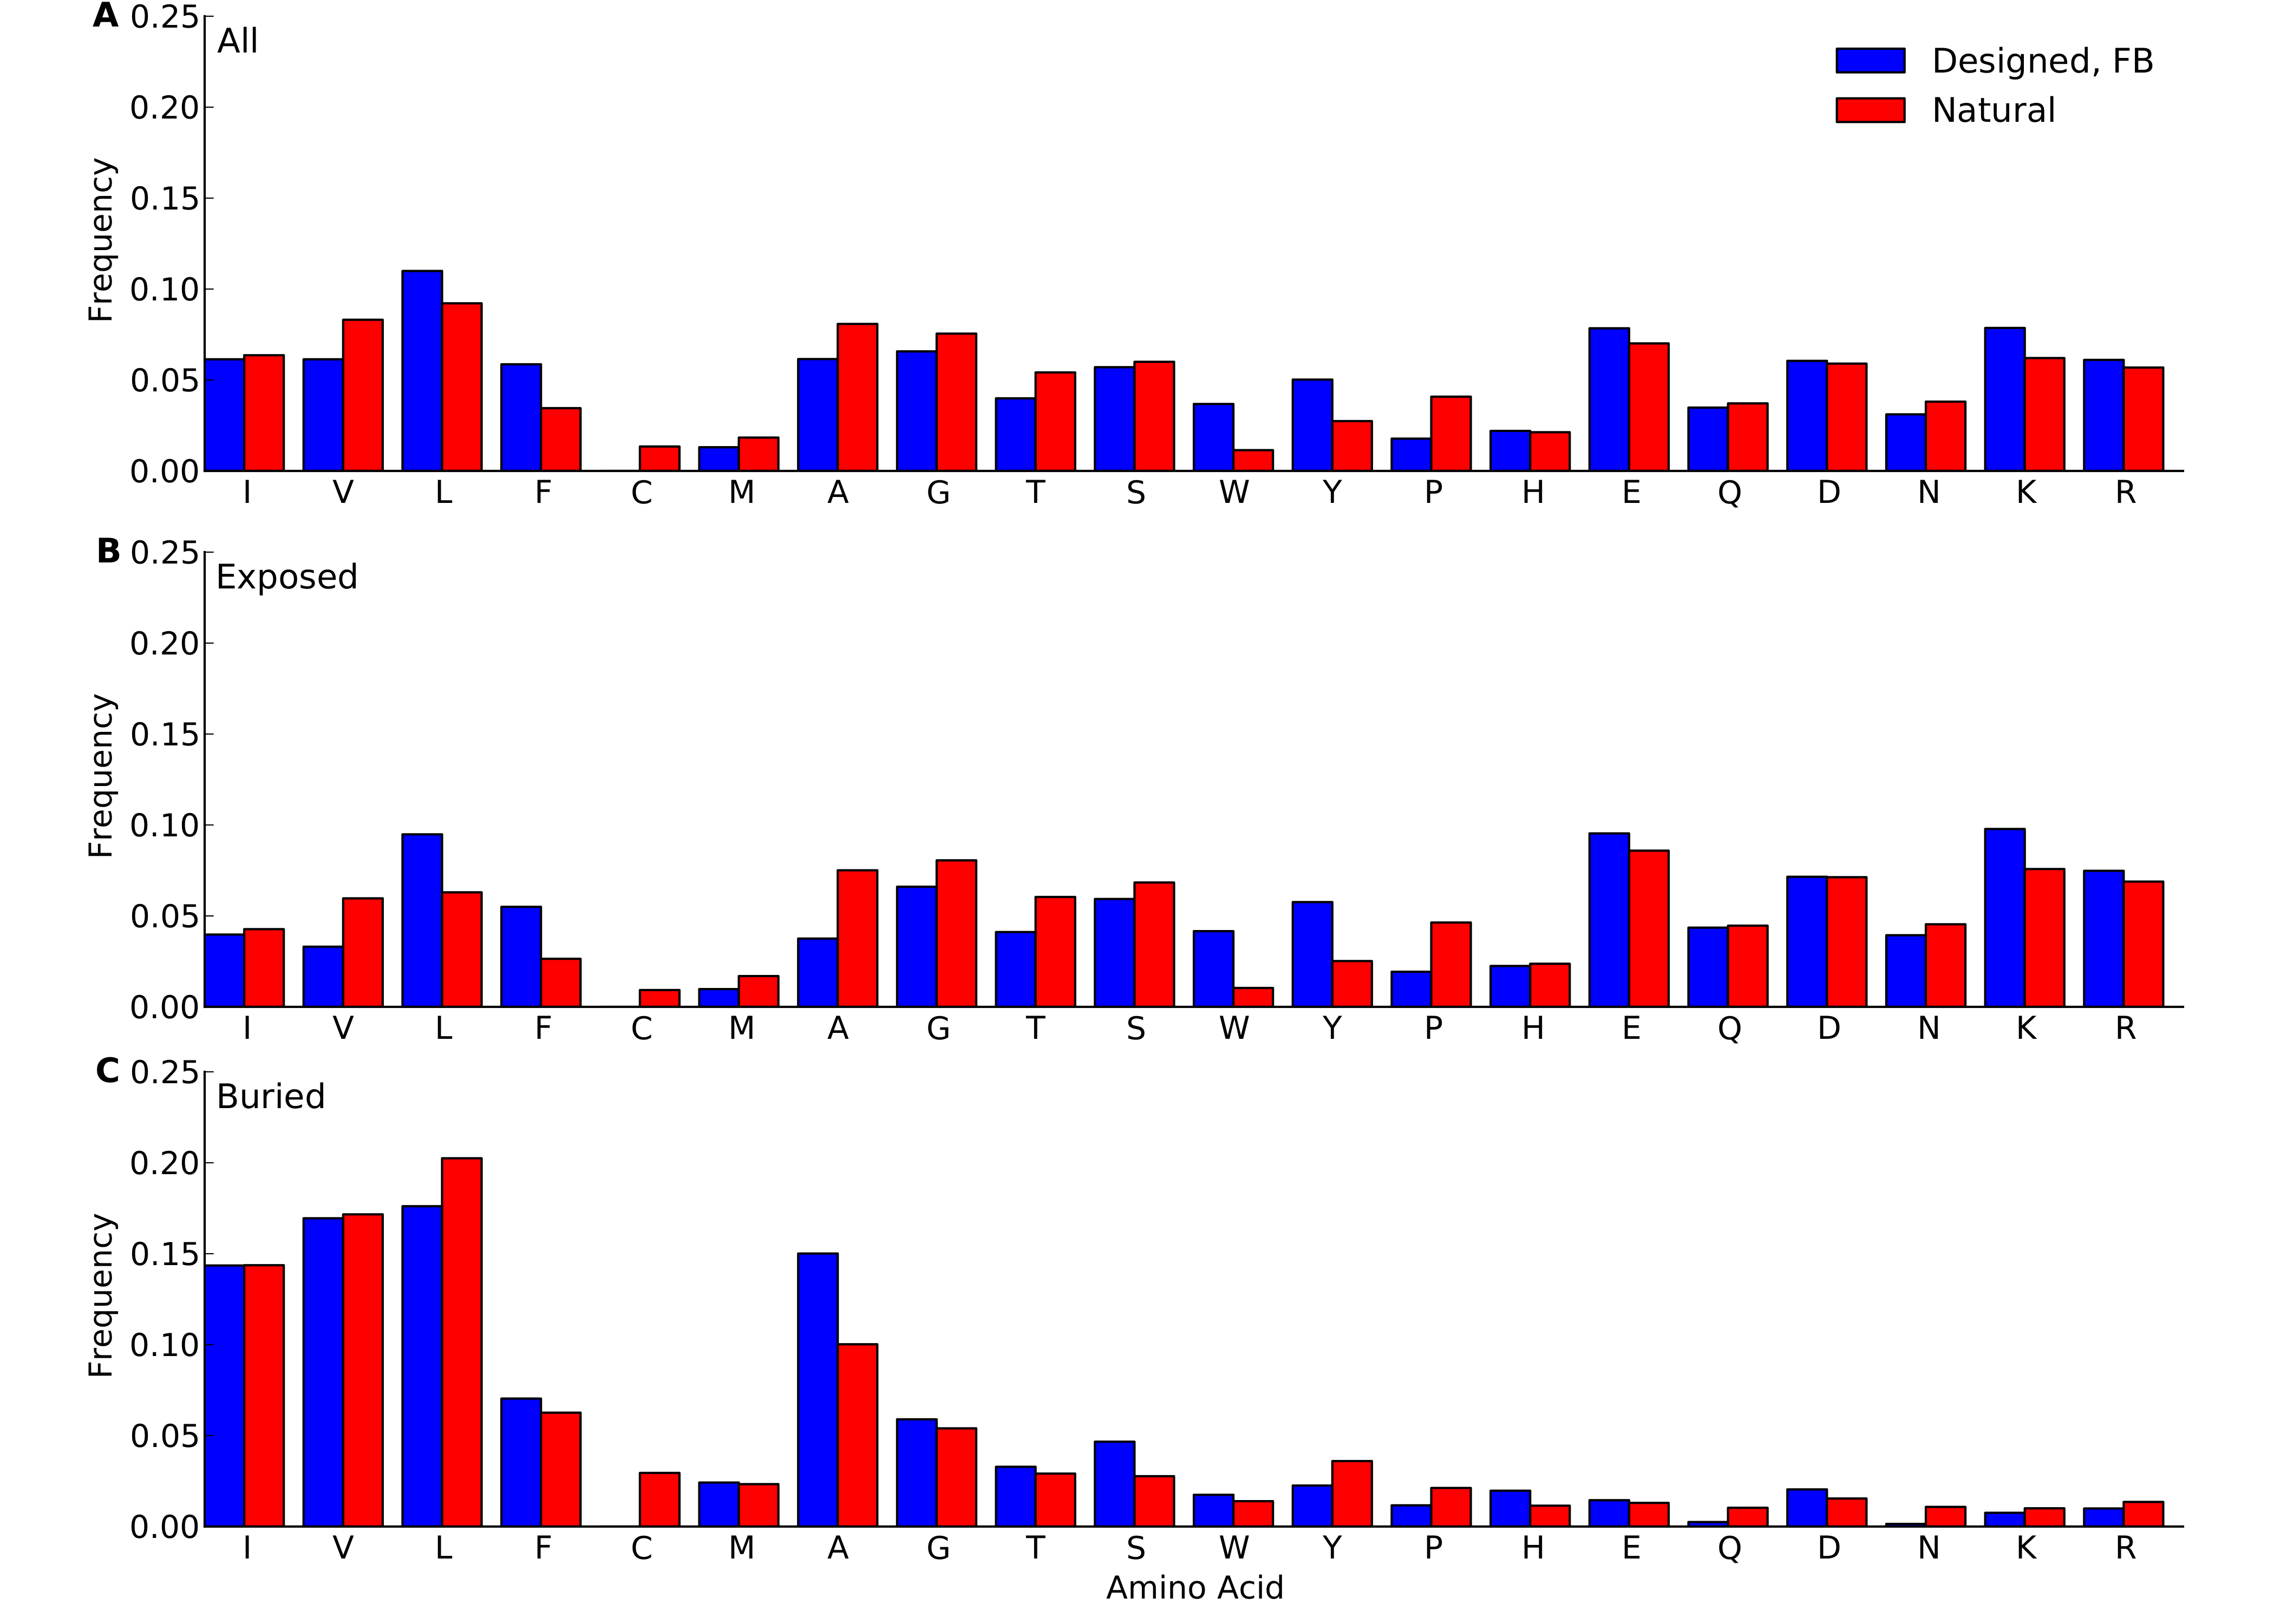 A
All
Designed, FB
Natural
Frequency
0.25
0.20
0.15
0.10
0.05
0.00
I V L F C M A G T S W Y P H E Q D N K R
B
Exposed
Frequency
0.25
0.20
0.15
0.10
0.05
0.00
I V L F C M A G T S W Y P H E Q D N K R
C
Buried
Frequency
0.25
0.20
0.15
0.10
0.05
0.00
I V L F C M A G T S W Y P H E Q D N K R
Amino Acid